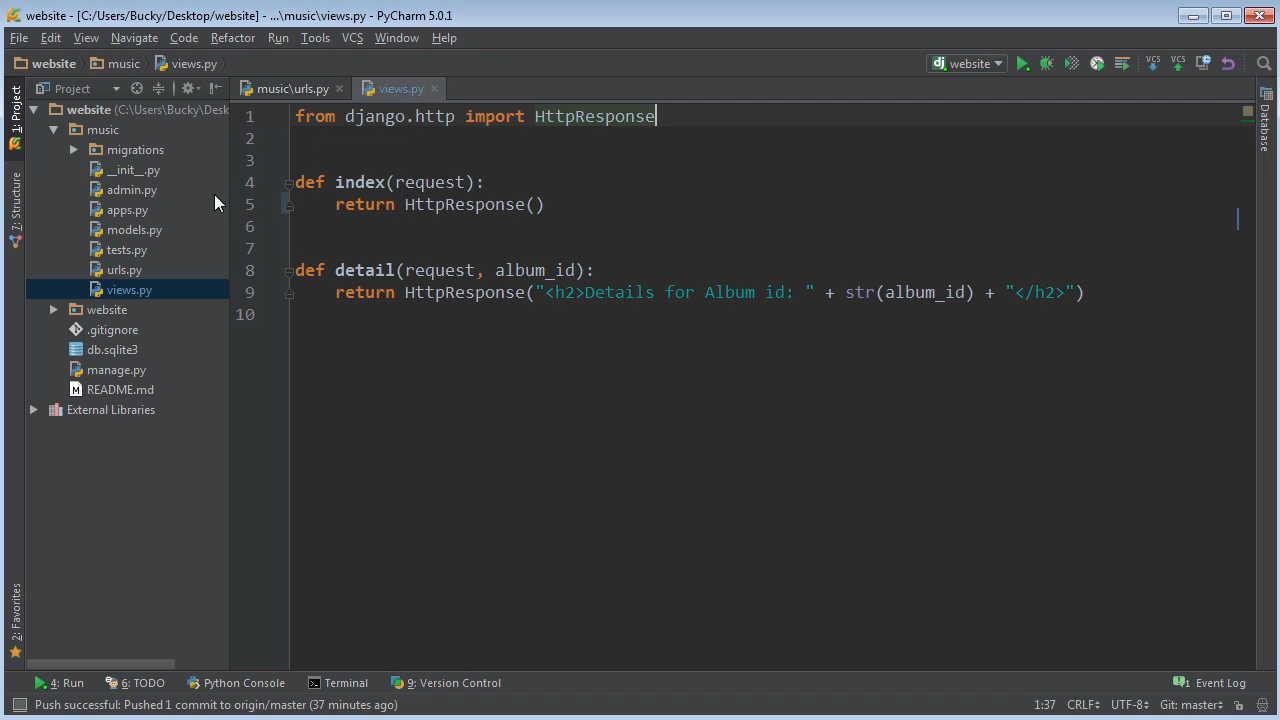 website - [C:/Users/Bucky/Desktop/website] - ...\music\views.py - PyCharm 5.0.1
File Edit View Navigate Code Refactor Run Tools VCS Window Help
website music views.py dj website VCS VCS
1: Project
7: Structure
2: Favorites
Project
website (C:\Users\Bucky\Desk
music
migrations
__init__.py
admin.py
apps.py
models.py
tests.py
urls.py
views.py
website
.gitignore
db.sqlite3
manage.py
README.md
External Libraries
music\urls.py views.py
1 from django.http import HttpResponse
2
3
4 def index(request):
5 return HttpResponse()
6
7
8 def detail(request, album_id):
9 return HttpResponse("<h2>Details for Album id: " + str(album_id) + "</h2>")
10
Database
4: Run 6: TODO Python Console Terminal 9: Version Control 1 Event Log
Push successful: Pushed 1 commit to origin/master (37 minutes ago) 1:37 CRLF UTF-8 Git: master